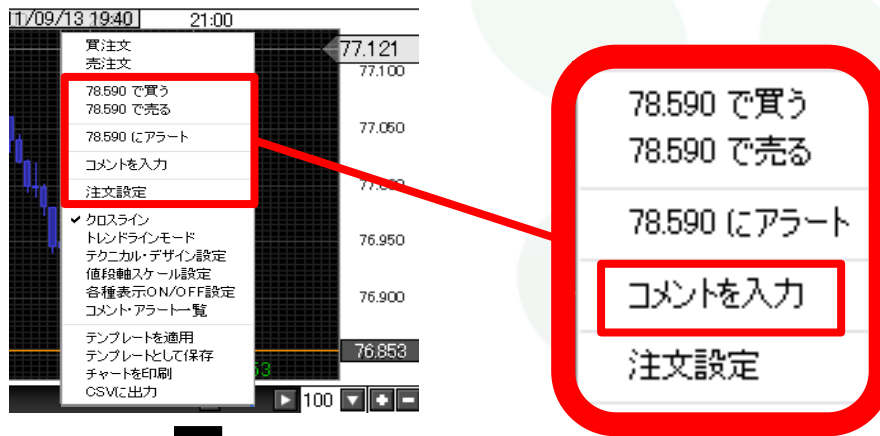 11/09/13 19:40
21:00
買注文
売注文
78.590 で買う
78.590 で売る
78.590 にアラート
コメントを入力
注文設定
✔ クロスライン
トレンドラインモード
テクニカル・デザイン設定
値段軸スケール設定
各種表示ON/OFF設定
コメント・アラート一覧
テンプレートを適用
テンプレートとして保存
チャートを印刷
CSVに出力
77.121
77.100
77.050
76.950
76.900
76.853
53
100
78.590 で買う
78.590 で売る
78.590 にアラート
コメントを入力
注文設定